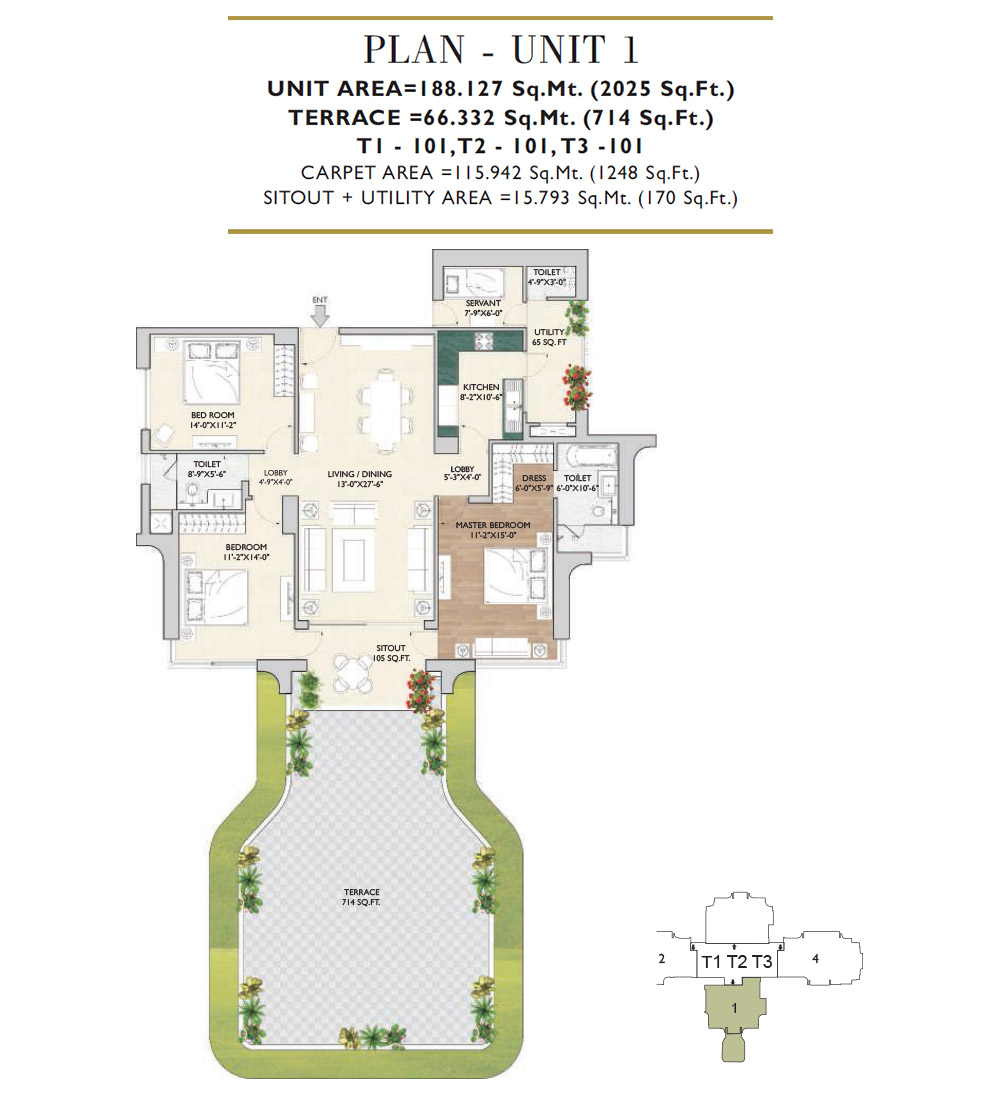 PLAN - UNIT 1
UNIT AREA=188.127 Sq.Mt. (2025 Sq.Ft.)
TERRACE =66.332 Sq.Mt. (714 Sq.Ft.)
T1 - 101,T2 - 101, T3 -101
CARPET AREA =115.942 Sq.Mt. (1248 Sq.Ft.)
SITOUT + UTILITY AREA =15.793 Sq.Mt. (170 Sq.Ft.)
TOILET
4'-9"X3'-0"
ENT
SERVANT
7'-9"X6'-0"
UTILITY
65 SQ. FT
KITCHEN
8'-2"X10'-6"
BED ROOM
14'-0"X11'-2"
TOILET
8'-9"X5'-6"
LOBBY
4'-9"X4'-0"
LIVING / DINING
13'-0"X27'-6"
LOBBY
5'-3"X4'-0"
DRESS
6'-0"X5'-9"
TOILET
6'-0"X10'-6"
MASTER BEDROOM
11'-2"X15'-0"
BEDROOM
11'-2"X14'-0"
SITOUT
105 SQ.FT.
TERRACE
714 SQ.FT.
2
T1 T2 T3
4
1